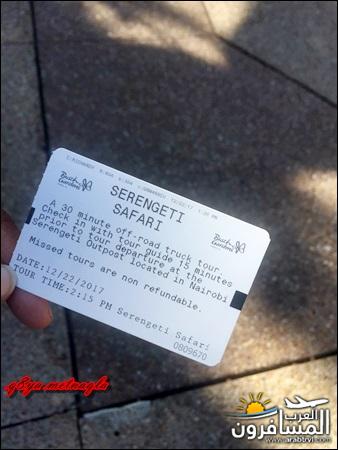 Busch
Gardens
SERENGETI
SAFARI
Busch
Gardens
A 30 minute off-road truck tour.
Check in with tour guide 15 minutes
prior to tour departure at the
Serengeti Outpost located in Nairobi
Missed tours are non refundable.
DATE:12/22/2017
TOUR TIME:2:15 PM Serengeti Safari
0809670
العرب
المسافرون
www.arabtrvl.com